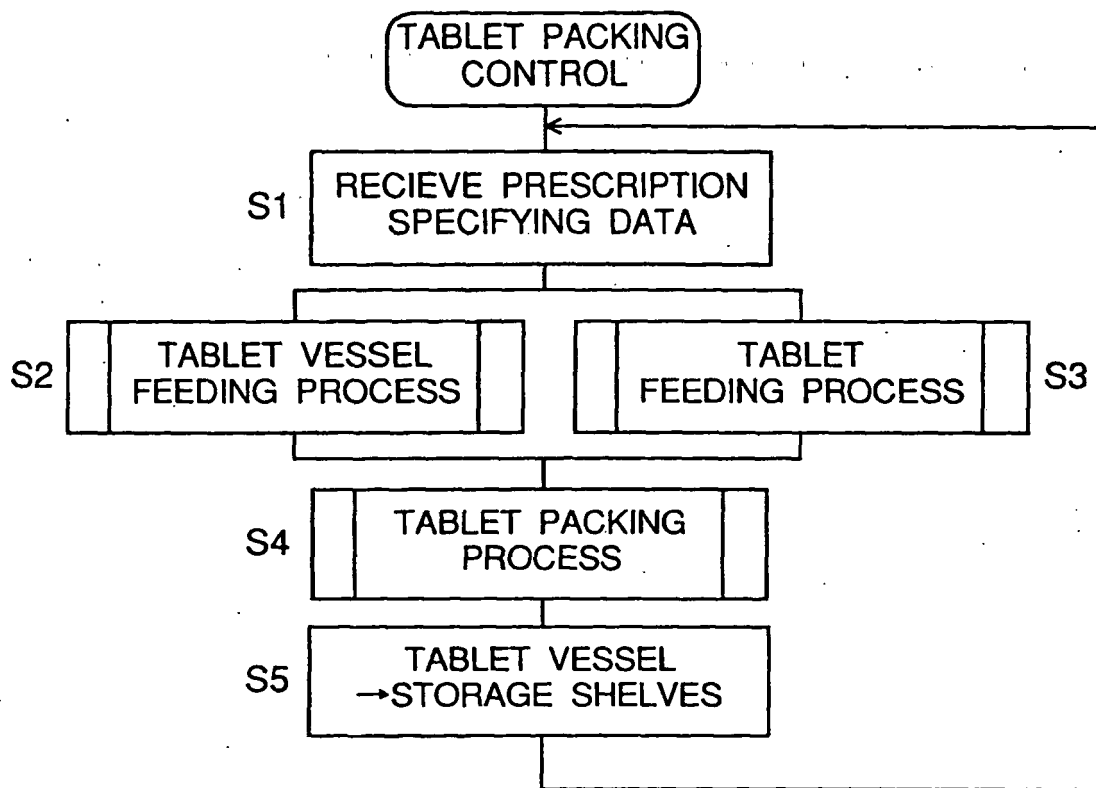 TABLET PACKING
CONTROL
S1
RECIEVE PRESCRIPTION
SPECIFYING DATA
S2
TABLET VESSEL
FEEDING PROCESS
TABLET
FEEDING PROCESS
S3
S4
TABLET PACKING
PROCESS
S5
TABLET VESSEL
→STORAGE SHELVES